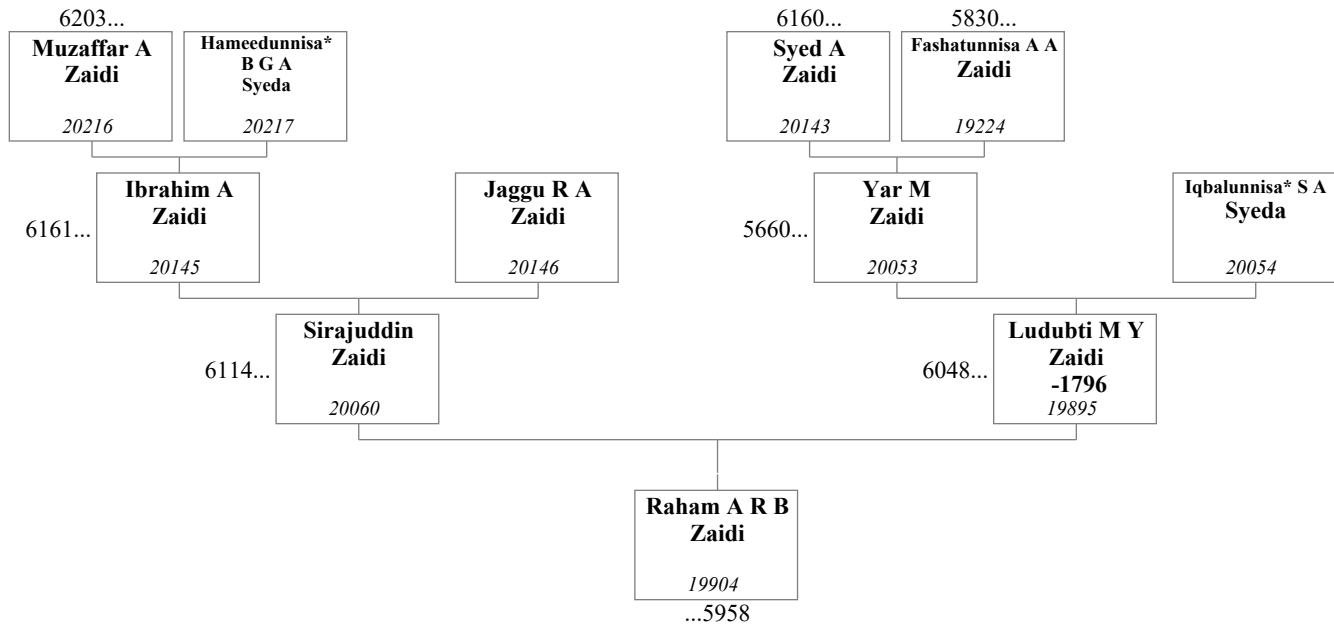 6203...
6160...
5830...
Muzaffar A
Zaidi
20216
Hameedunnisa*
B G A
Syeda
20217
Syed A
Zaidi
20143
Fashatunnisa A A
Zaidi
19224
6161...
Ibrahim A
Zaidi
20145
Jaggu R A
Zaidi
20146
5660...
Yar M
Zaidi
20053
Iqbalunnisa* S A
Syeda
20054
6114...
Sirajuddin
Zaidi
20060
6048...
Ludubti M Y
Zaidi
-1796
19895
Raham A R B
Zaidi
19904
...5958